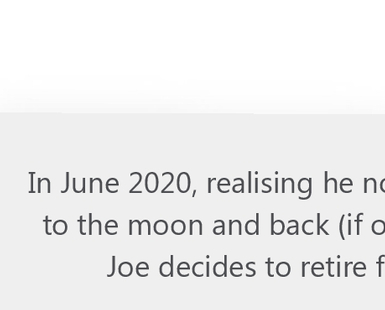 In June 2020, realising he
to the moon and back (if
Joe decides to retire